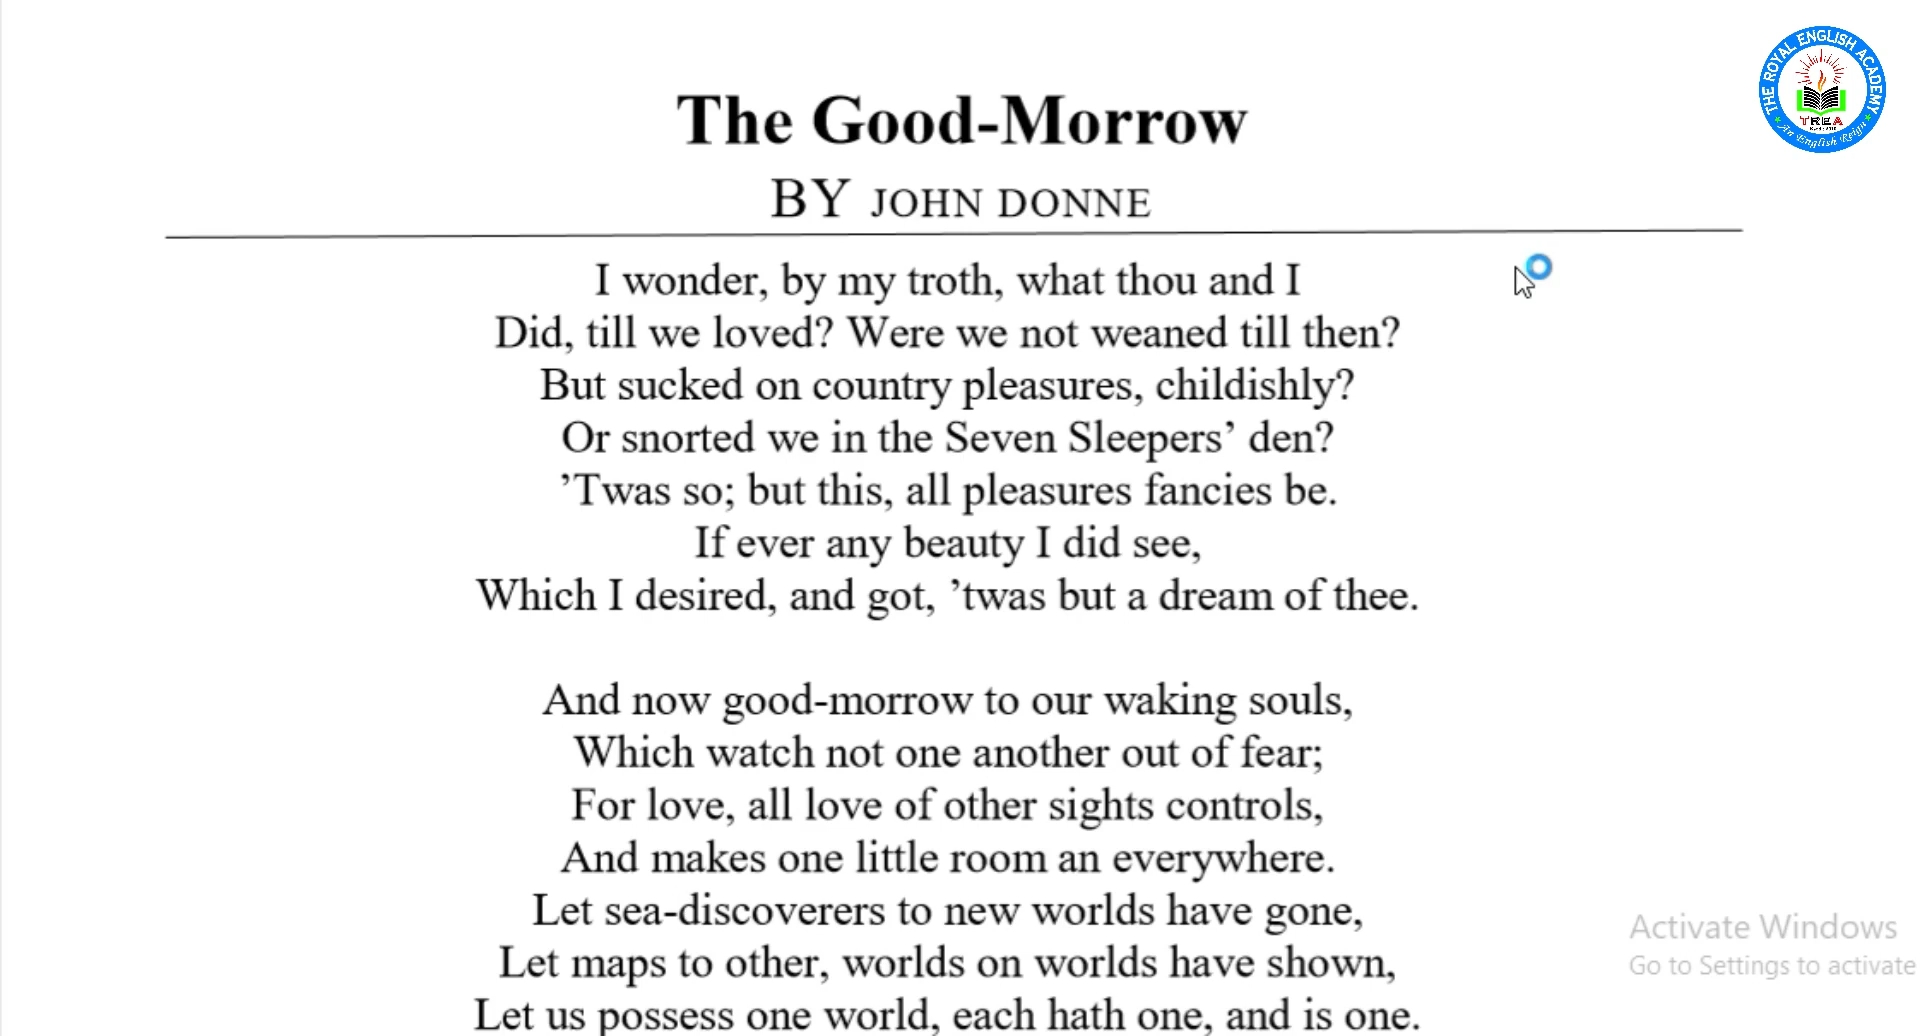 The Good-Morrow
BY JOHN DONNE
I wonder, by my troth, what thou and I
Did, till we loved? Were we not weaned till then?
But sucked on country pleasures, childishly?
Or snorted we in the Seven Sleepers’ den?
’Twas so; but this, all pleasures fancies be.
If ever any beauty I did see,
Which I desired, and got, ’twas but a dream of thee.
And now good-morrow to our waking souls,
Which watch not one another out of fear;
For love, all love of other sights controls,
And makes one little room an everywhere.
Let sea-discoverers to new worlds have gone,
Let maps to other, worlds on worlds have shown,
Let us possess one world, each hath one, and is one.
THE ROYAL ENGLISH ACADEMY
TREA
An English Reign
Activate Windows
Go to Settings to activate